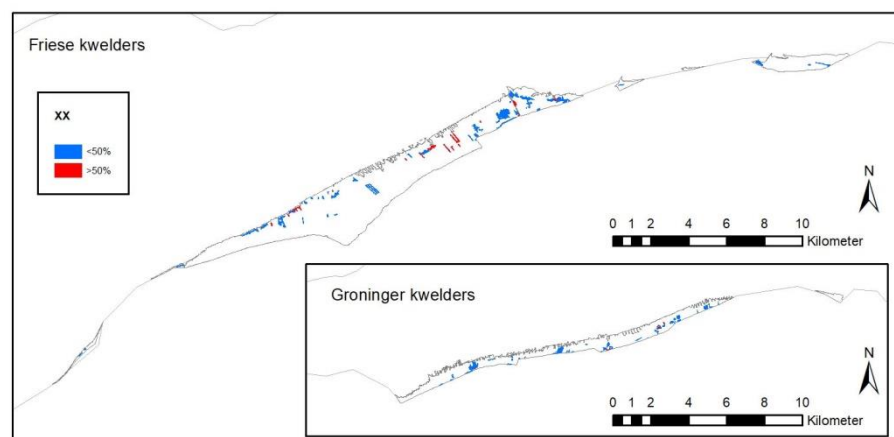 Friese kwelders
xx
<50%
>50%
N
0 1 2 4 6 8 10
Kilometer
Groninger kwelders
N
0 1 2 4 6 8 10
Kilometer